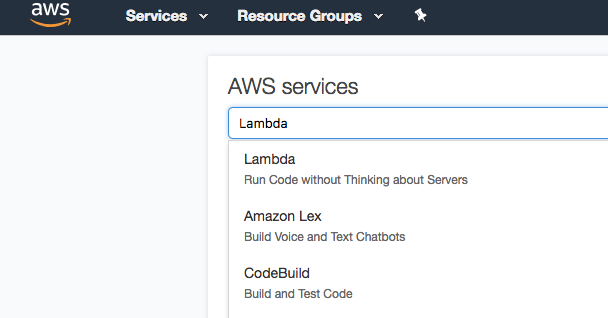 aws
Services
Resource Groups
AWS services
Lambda
Lambda
Run Code without Thinking about Servers
Amazon Lex
Build Voice and Text Chatbots
CodeBuild
Build and Test Code